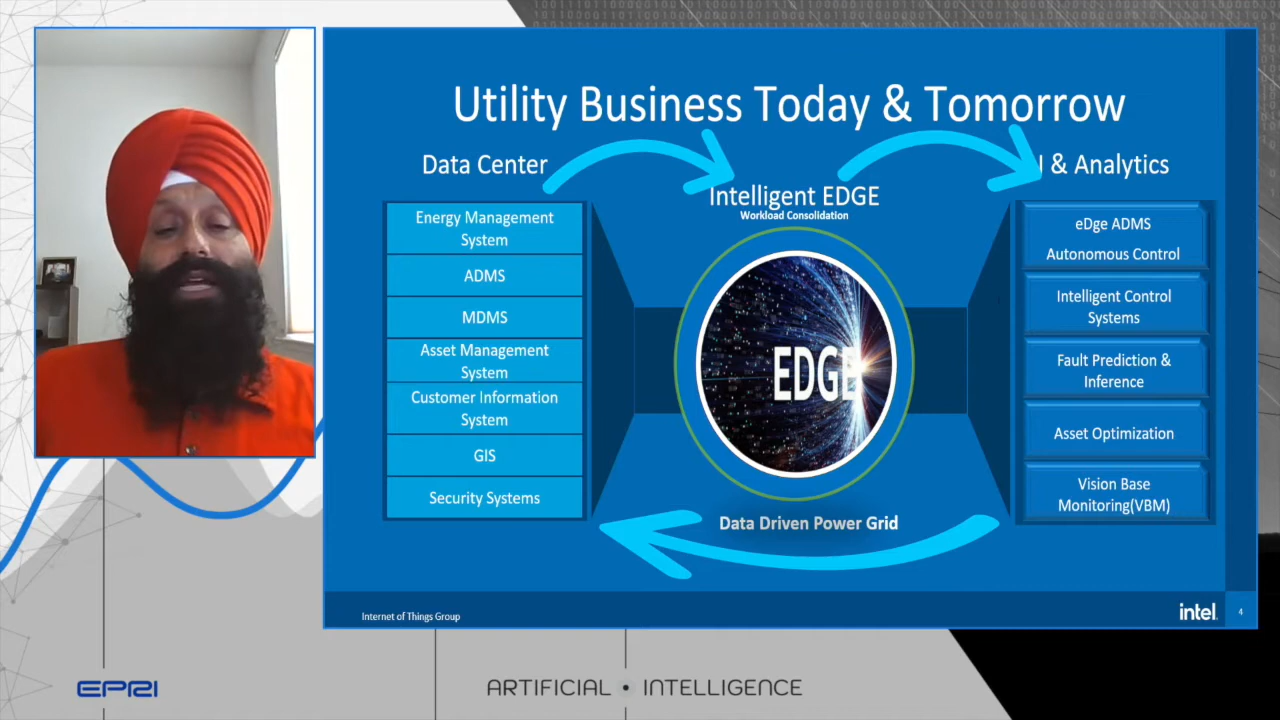 Utility Business Today & Tomorrow
Data Center
Energy Management
System
ADMS
MDMS
Asset Management
System
Customer Information
System
GIS
Security Systems
Intelligent EDGE
Workload Consolidation
EDGE
Data Driven Power Grid
I & Analytics
eDge ADMS
Autonomous Control
Intelligent Control
Systems
Fault Prediction &
Inference
Asset Optimization
Vision Base
Monitoring(VBM)
Internet of Things Group
intel.
4
EPRI
ARTIFICIAL • INTELLIGENCE